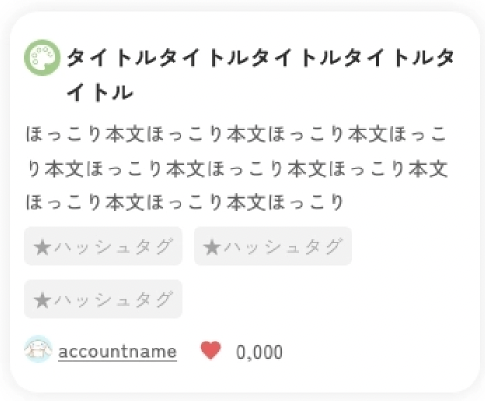 タイトルタイトルタイトルタイトルタ
イトル
ほっこり本文ほっこり本文ほっこり本文ほっこ
り本文ほっこり本文ほっこり本文ほっこり本文
ほっこり本文ほっこり本文ほっこり
★ハッシュタグ ★ハッシュタグ
★ハッシュタグ
accountname 0,000